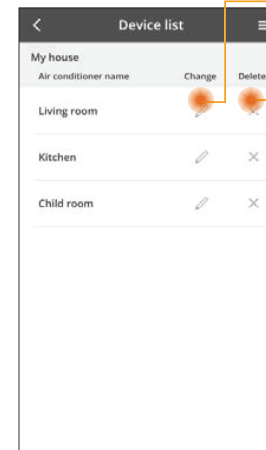 Device list
My house
Air conditioner name Change Delete
Living room
Kitchen
Child room